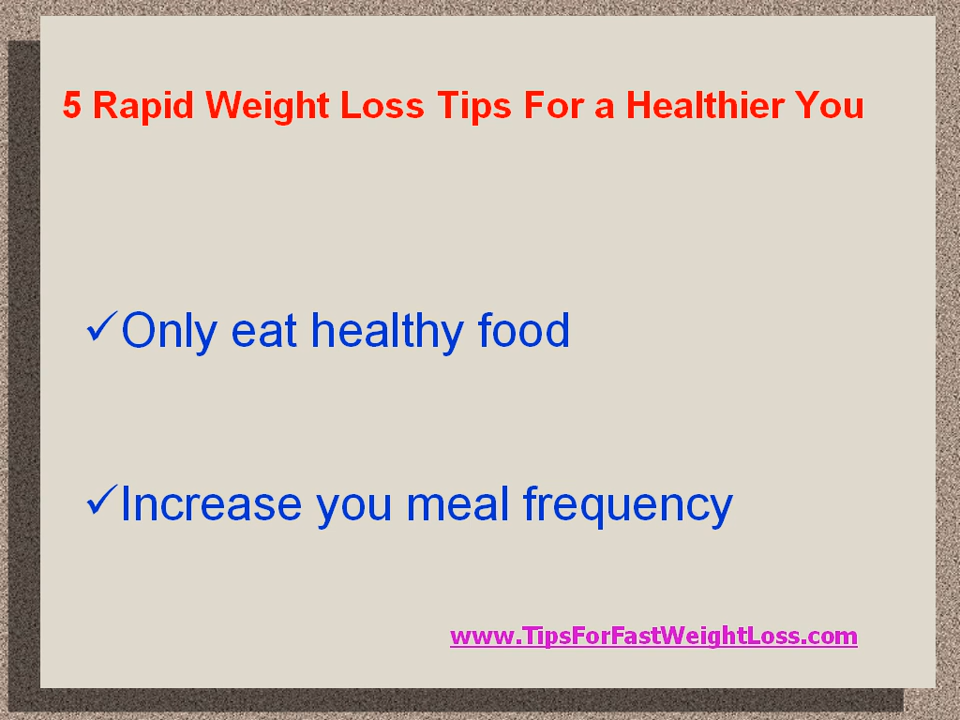 5 Rapid Weight Loss Tips For a Healthier You
✓Only eat healthy food
✓Increase you meal frequency
www.TipsForFastWeightLoss.com